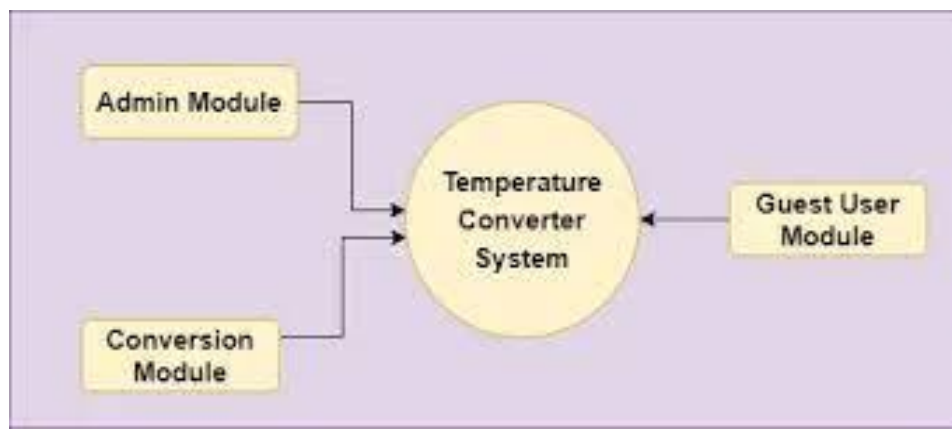 Admin Module
Temperature
Converter
System
Guest User
Module
Conversion
Module